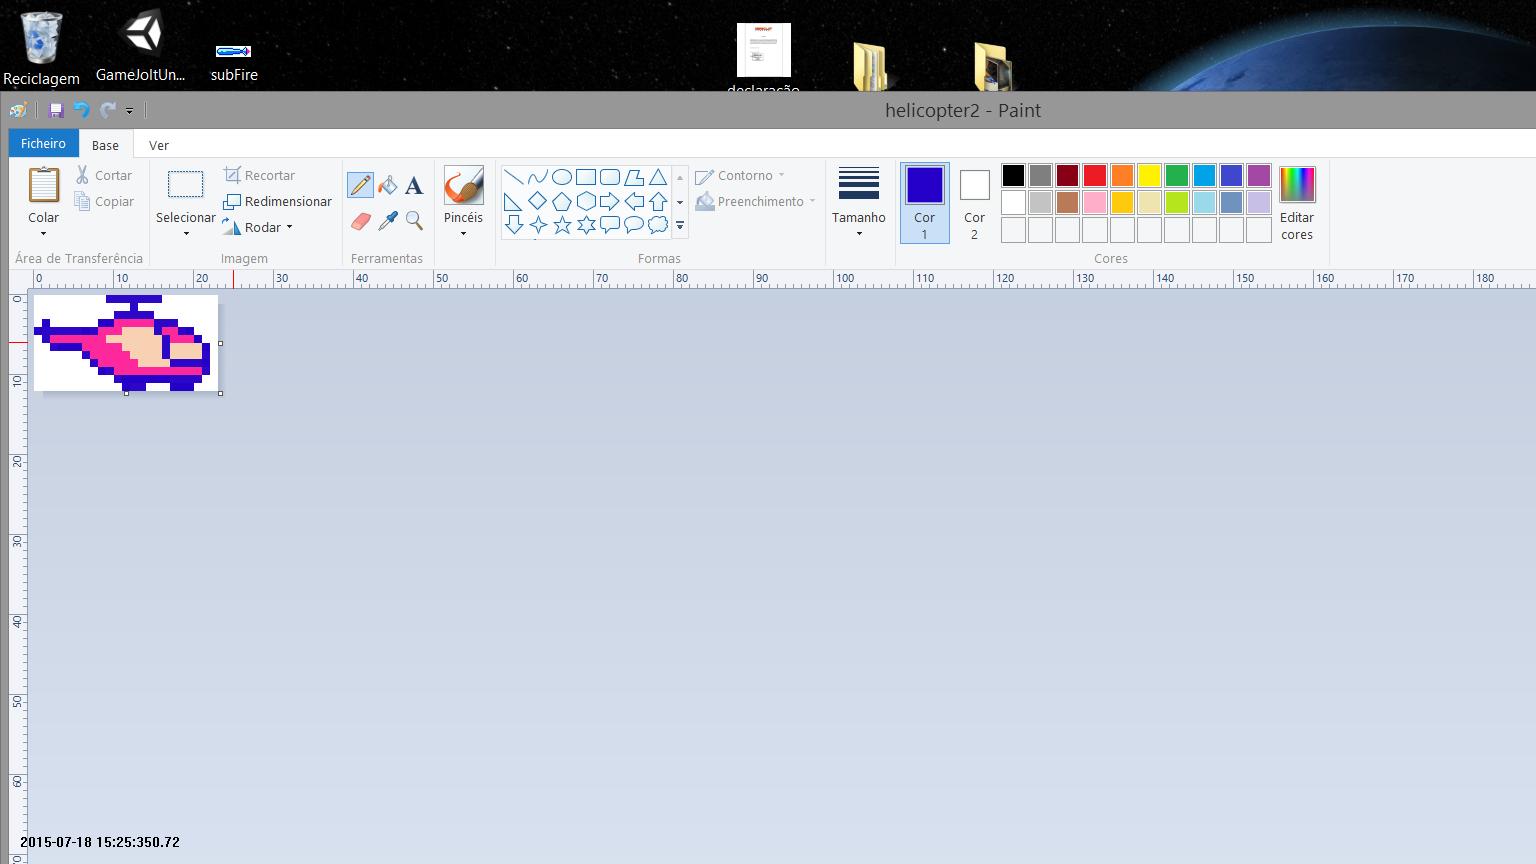 Reciclagem
GameJoltUn...
subFire
declaração
helicopter2 - Paint
Ficheiro
Base
Ver
Colar
Cortar
Copiar
Área de Transferência
Selecionar
Recortar
Redimensionar
Rodar
Imagem
A
Ferramentas
Pincéis
Formas
Contorno
Preenchimento
Tamanho
Cor
1
Cor
2
Editar
cores
Cores
0 10 20 30 40 50 60 70 80 90 100 110 120 130 140 150 160 170 180
0
10
20
30
40
50
60
70
2015-07-18 15:25:350.72